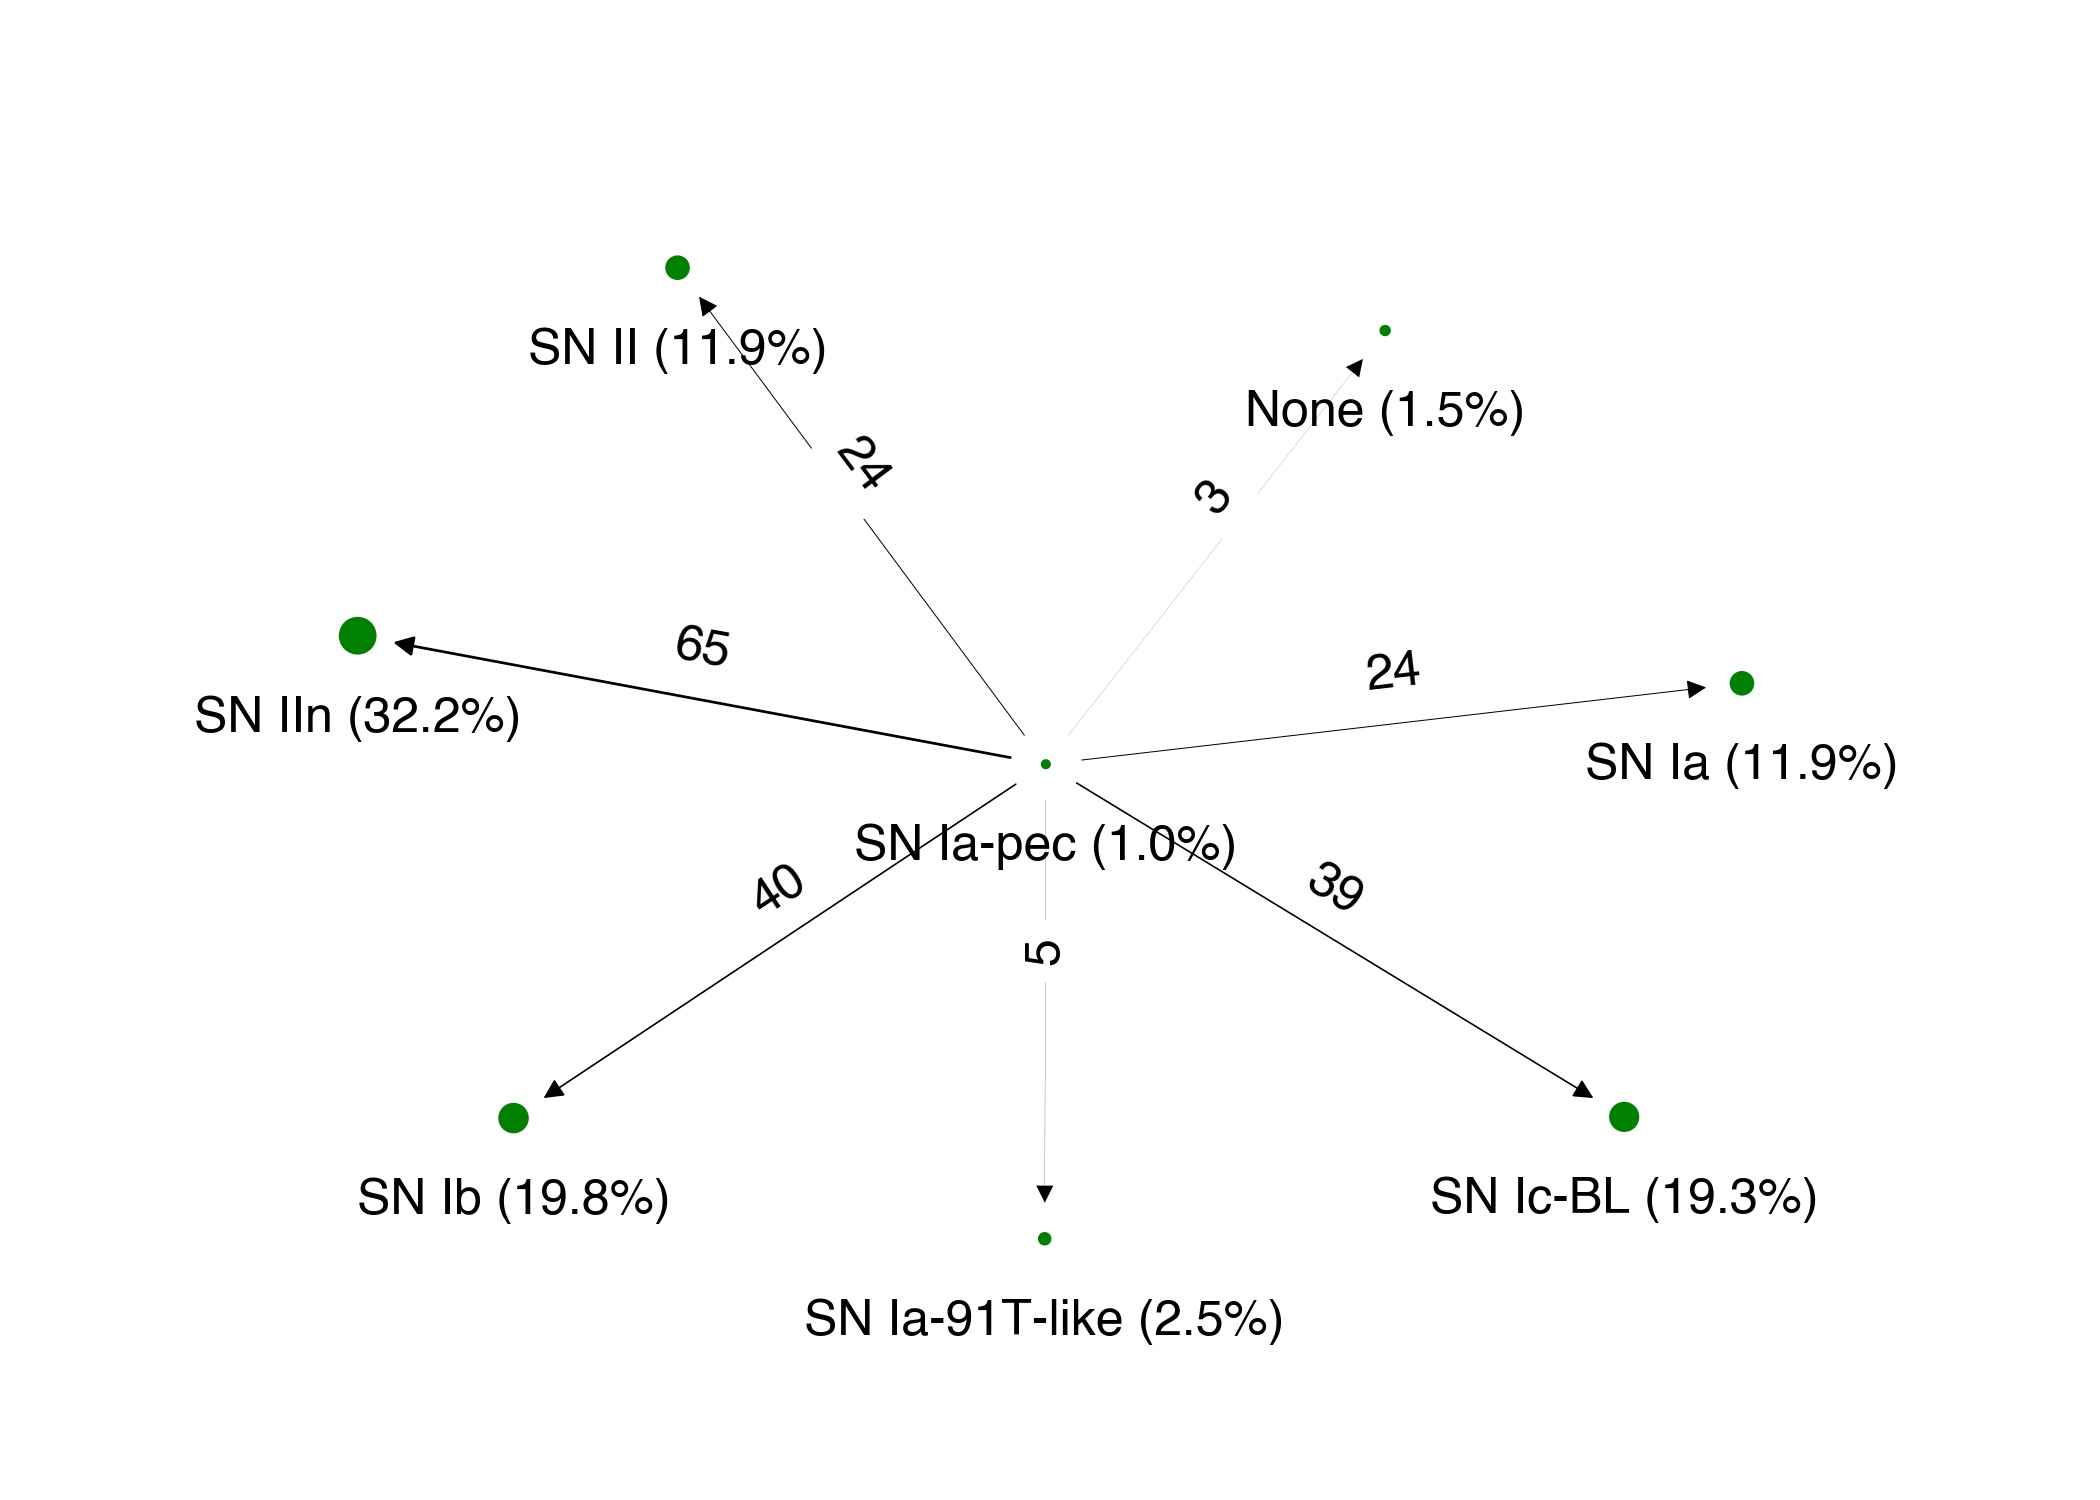 SN II (11.9%)
None (1.5%)
24
3
65
24
SN IIn (32.2%)
SN Ia (11.9%)
SN Ia-pec (1.0%)
40
39
5
SN Ib (19.8%)
SN Ic-BL (19.3%)
SN Ia-91T-like (2.5%)